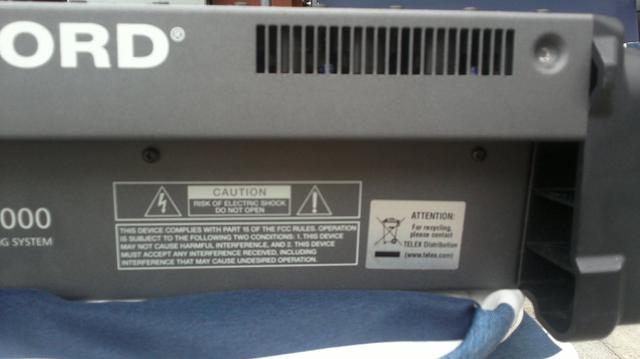 ORD®
000
G SYSTEM
CAUTION
RISK OF ELECTRIC SHOCK
DO NOT OPEN
THIS DEVICE COMPLIES WITH PART 15 OF THE FCC RULES. OPERATION
IS SUBJECT TO THE FOLLOWING TWO CONDITIONS: 1. THIS DEVICE
MAY NOT CAUSE HARMFUL INTERFERENCE, AND 2. THIS DEVICE
MUST ACCEPT ANY INTERFERENCE RECEIVED, INCLUDING
INTERFERENCE THAT MAY CAUSE UNDESIRED OPERATION.
ATTENTION:
For recycling,
please contact
TELEX Distribution
(www.telex.com)